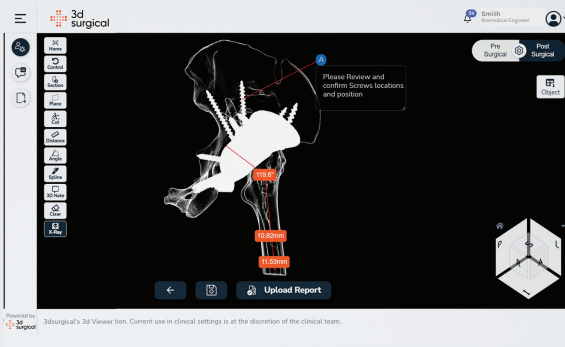 3d
surgical
54
Smith
Biomedical Engineer
Pre
Surgical
Post
Surgical
Home
Control
Section
Plane
Cut
Distance
Angle
Spline
3D Note
Clear
X-Ray
A
Please Review and
confirm Screws locations
and position
Object
119.6°
10.82mm
11.53mm
P
S
L
R
A
I
Upload Report
Powered by
3d
surgical
3dsurgical's 3d Viewer tion. Current use in clinical settings is at the discretion of the clinical team.